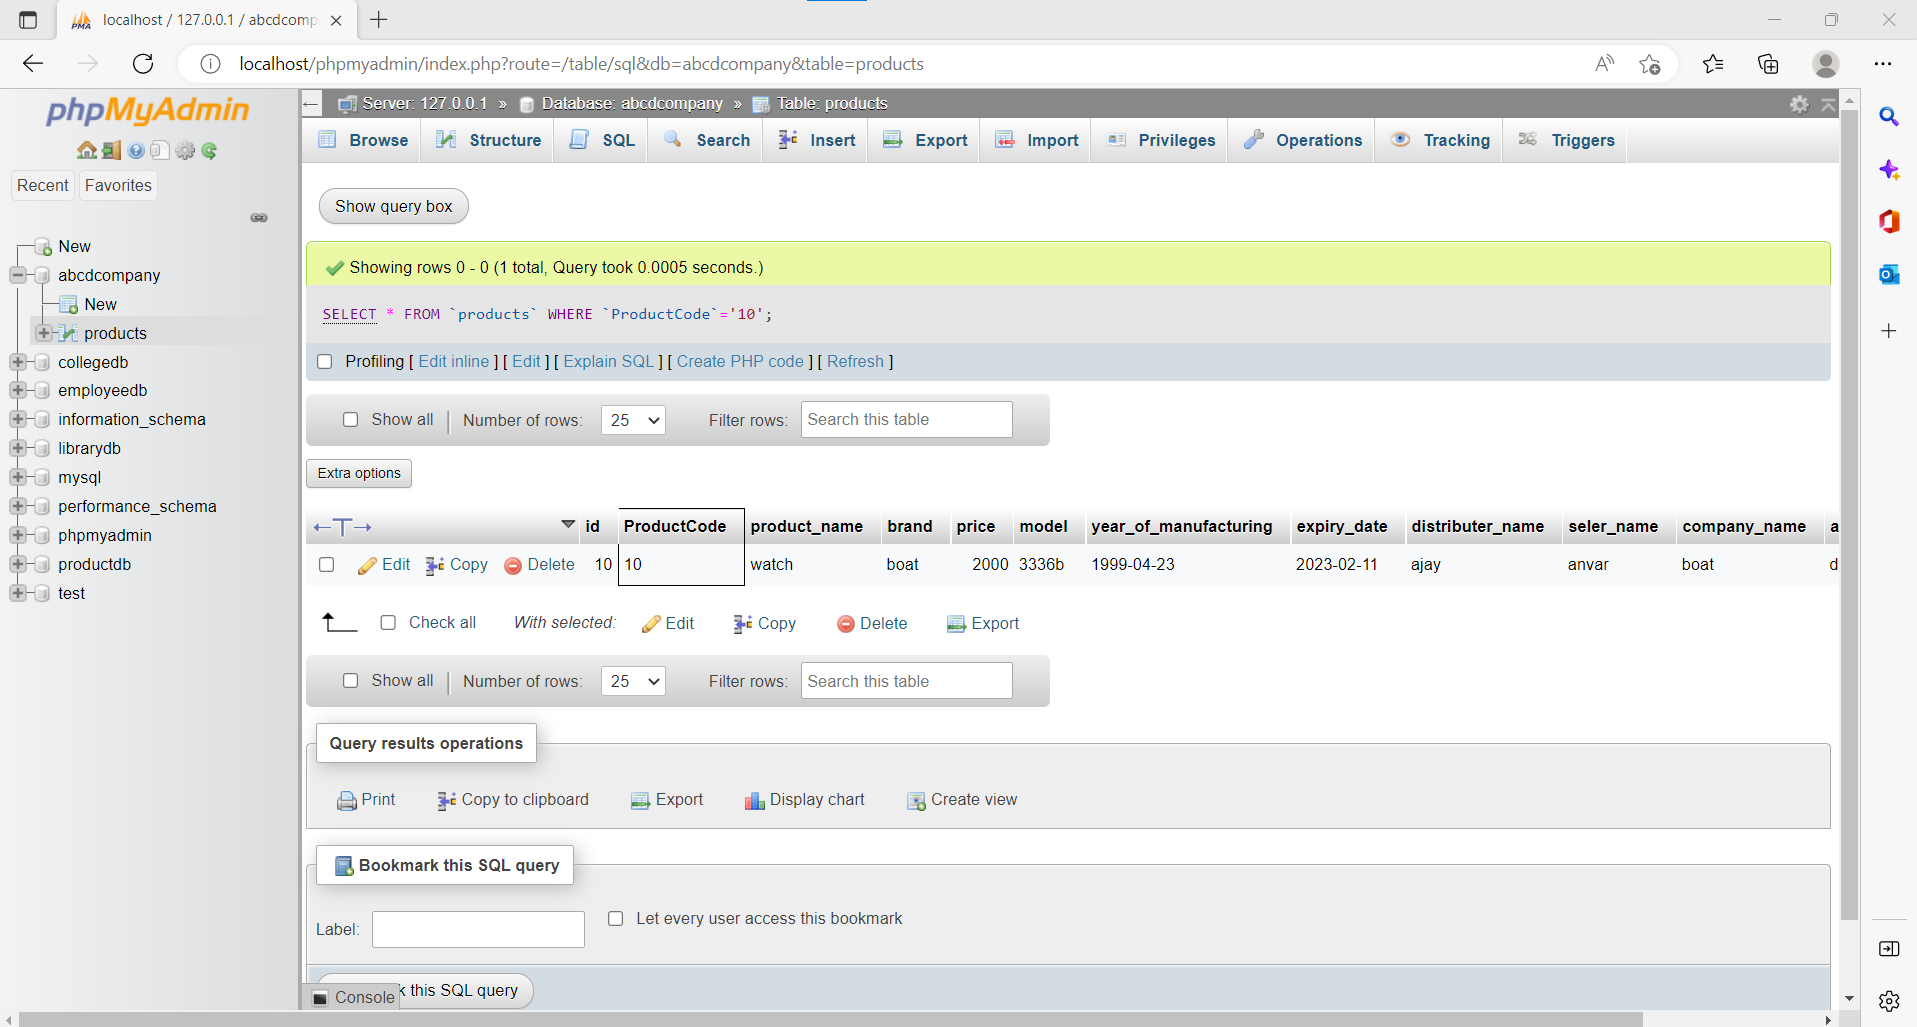 localhost / 127.0.0.1 / abcdcomp
localhost/phpmyadmin/index.php?route=/table/sql&db=abcdcompany&table=products
phpMyAdmin
Recent Favorites
New
abcdcompany
New
products
collegedb
employeedb
information_schema
librarydb
mysql
performance_schema
phpmyadmin
productdb
test
Server: 127.0.0.1 » Database: abcdcompany » Table: products
Browse Structure SQL Search Insert Export Import Privileges Operations Tracking Triggers
Show query box
Showing rows 0 - 0 (1 total, Query took 0.0005 seconds.)
SELECT * FROM `products` WHERE `ProductCode`='10';
Profiling [ Edit inline ] [ Edit ] [ Explain SQL ] [ Create PHP code ] [ Refresh ]
Show all Number of rows: 25 Filter rows: Search this table
Extra options
←T→ id ProductCode product_name brand price model year_of_manufacturing expiry_date distributer_name seler_name company_name a
Edit Copy Delete 10 10 watch boat 2000 3336b 1999-04-23 2023-02-11 ajay anvar boat d
Check all With selected: Edit Copy Delete Export
Show all Number of rows: 25 Filter rows: Search this table
Query results operations
Print Copy to clipboard Export Display chart Create view
Bookmark this SQL query
Label: Let every user access this bookmark
Console k this SQL query